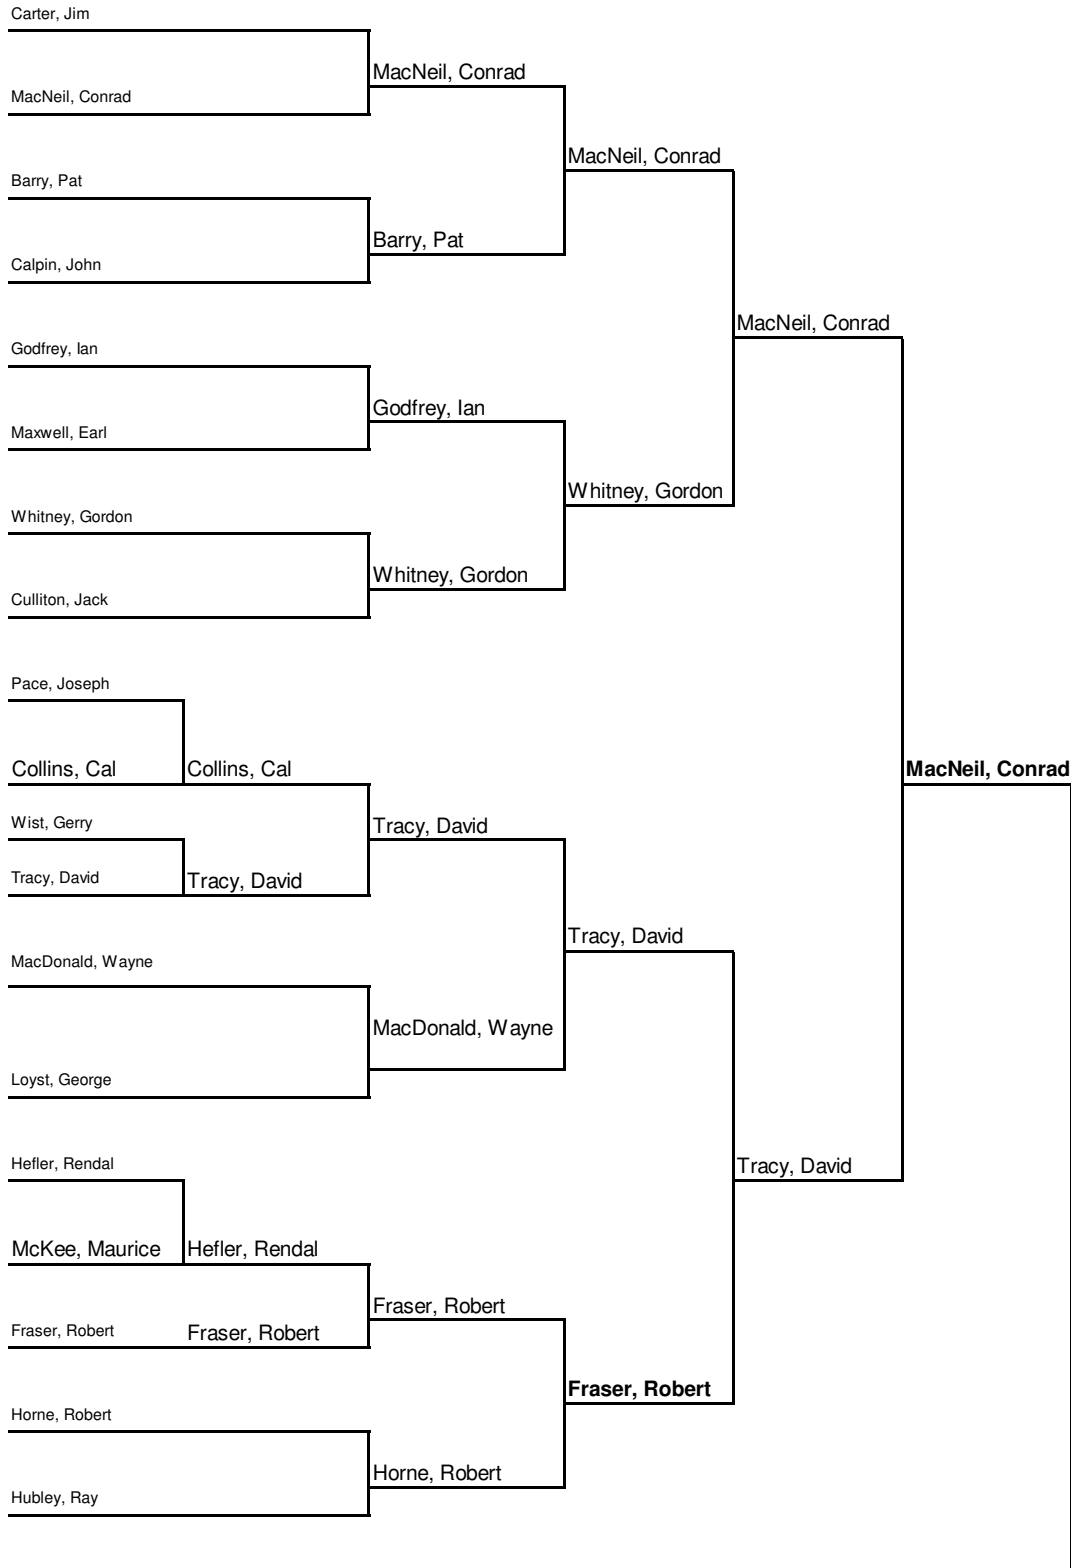 Carter, Jim
MacNeil, Conrad
MacNeil, Conrad
MacNeil, Conrad
Barry, Pat
Barry, Pat
Calpin, John
MacNeil, Conrad
Godfrey, Ian
Godfrey, Ian
Maxwell, Earl
Whitney, Gordon
Whitney, Gordon
Whitney, Gordon
Culliton, Jack
Pace, Joseph
Collins, Cal
Collins, Cal
MacNeil, Conrad
Wist, Gerry
Tracy, David
Tracy, David
Tracy, David
Tracy, David
MacDonald, Wayne
MacDonald, Wayne
Loyst, George
Hefler, Rendal
Tracy, David
McKee, Maurice
Hefler, Rendal
Fraser, Robert
Fraser, Robert
Fraser, Robert
Fraser, Robert
Horne, Robert
Horne, Robert
Hubley, Ray